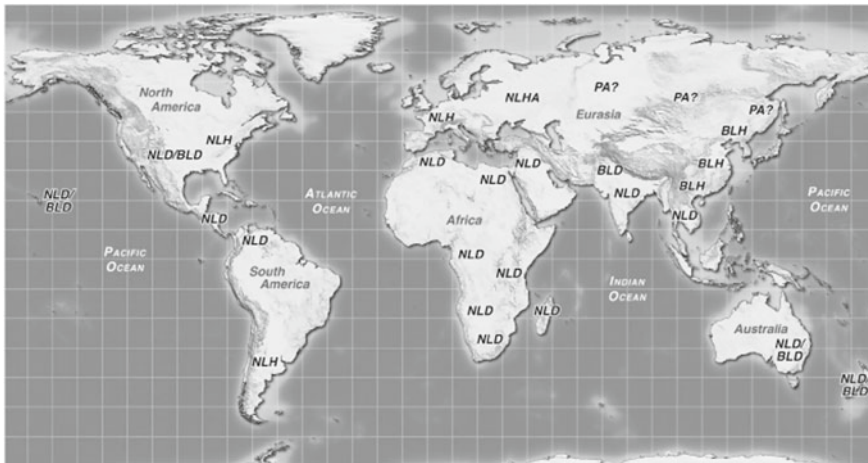 North
America
NLH
NLD/BLD
NLD/
BLD
NLD
PACIFIC
OCEAN
ATLANTIC
OCEAN
NLD
South
America
NLH
NLH
NLHA
PA?
Eurasia
PA?
PA?
BLH
NLD
NLD
NLD
BLD
NLD
BLH
BLH
NLD
PACIFIC
OCEAN
Africa
NLD
NLD
NLD
NLD
NLD
INDIAN
OCEAN
Australia
NLD/
BLD
NLD/
BLD